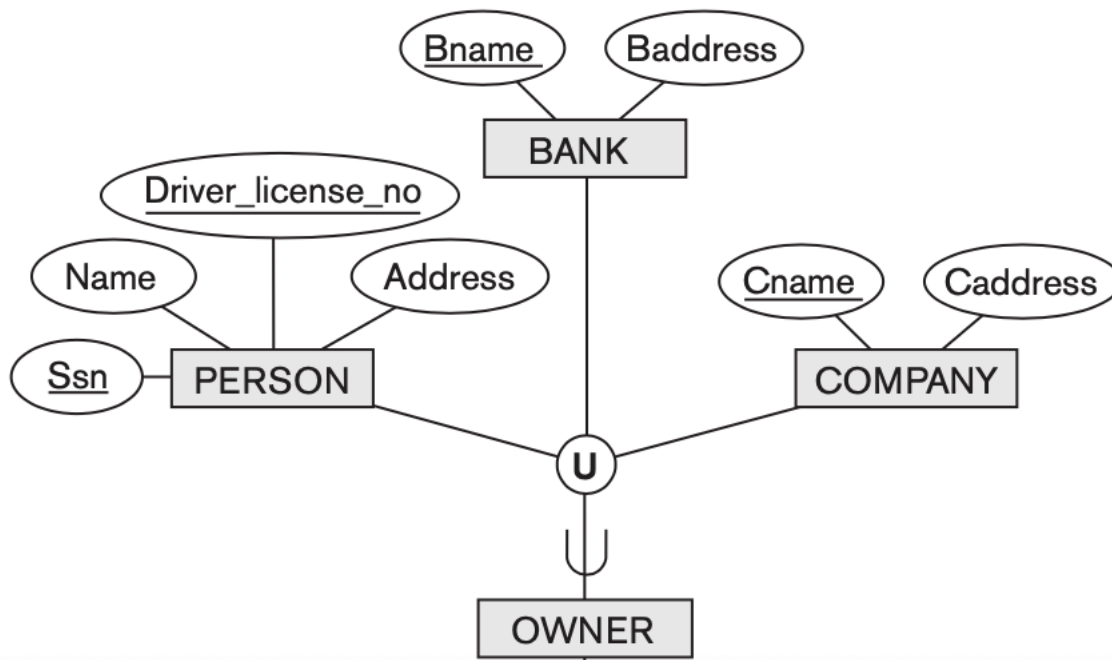 Bname
Baddress
BANK
Driver_license_no
Name
Address
Cname
Caddress
Ssn
PERSON
COMPANY
U
OWNER